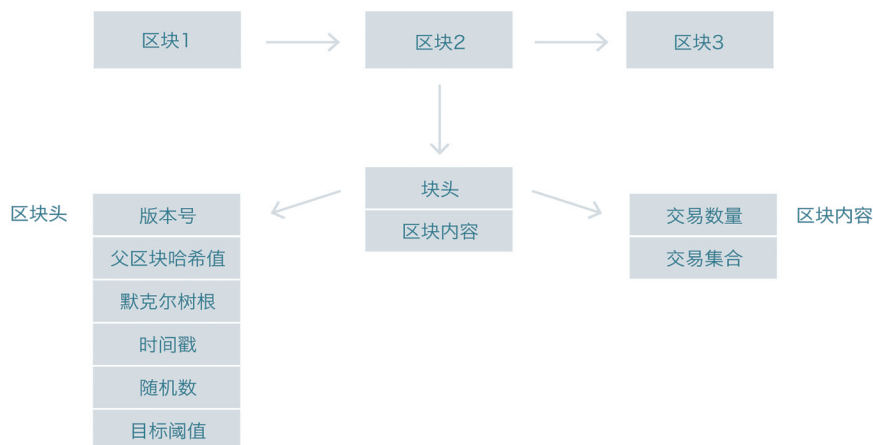 区块1
区块2
区块3
块头
区块内容
区块头
版本号
父区块哈希值
默克尔树根
时间戳
随机数
目标阈值
交易数量
交易集合
区块内容